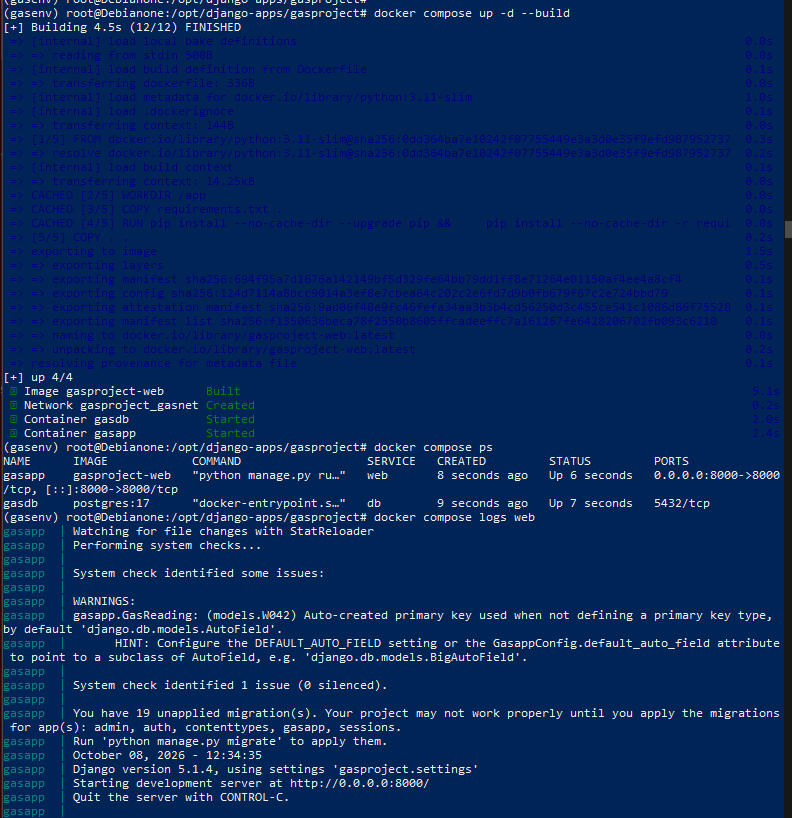 (gasenv) root@Debianone:/opt/django-apps/gasproject#
(gasenv) root@Debianone:/opt/django-apps/gasproject# docker compose up -d --build
[+] Building 4.5s (12/12) FINISHED
=> [internal] load local bake definitions 0.0s
=> => reading from stdin 500B 0.0s
=> [internal] load build definition from Dockerfile 0.1s
=> => transferring dockerfile: 336B 0.0s
=> [internal] load metadata for docker.io/library/python:3.11-slim 1.0s
=> [internal] load .dockerignore 0.1s
=> => transferring context: 144B 0.0s
=> [1/5] FROM docker.io/library/python:3.11-slim@sha256: 0.3s
=> => resolve docker.io/library/python:3.11-slim@sha256: 0.2s
=> [internal] load build context 0.1s
=> => transferring context: 14.25kB 0.0s
=> CACHED [2/5] WORKDIR /app 0.0s
=> CACHED [3/5] COPY requirements.txt . 0.0s
=> CACHED [4/5] RUN pip install --no-cache-dir --upgrade pip && pip install --no-cache-dir -r requi 0.0s
=> [5/5] COPY . . 0.2s
=> exporting to image 1.5s
=> => exporting layers 0.5s
=> => exporting manifest 0.1s
=> => exporting config 0.1s
=> => exporting attestation manifest 0.1s
=> => exporting manifest list 0.1s
=> => naming to docker.io/library/gasproject-web:latest 0.0s
=> => unpacking to docker.io/library/gasproject-web:latest 0.2s
=> resolving provenance for metadata file 0.1s
[+] up 4/4
Image gasproject-web Built 5.1s
Network gasproject_gasnet Created 0.2s
Container gasdb Started 2.0s
Container gasapp Started 2.4s
(gasenv) root@Debianone:/opt/django-apps/gasproject# docker compose ps
NAME IMAGE COMMAND SERVICE CREATED STATUS PORTS
gasapp gasproject-web "python manage.py ru…" web 8 seconds ago Up 6 seconds 0.0.0.0:8000->8000
/tcp, [::]:8000->8000/tcp
gasdb postgres:17 "docker-entrypoint.s…" db 9 seconds ago Up 7 seconds 5432/tcp
(gasenv) root@Debianone:/opt/django-apps/gasproject# docker compose logs web
gasapp | Watching for file changes with StatReloader
gasapp | Performing system checks...
gasapp |
gasapp | System check identified some issues:
gasapp |
gasapp | WARNINGS:
gasapp | gasapp.GasReading: (models.W042) Auto-created primary key used when not defining a primary key type,
by default 'django.db.models.AutoField'.
gasapp | HINT: Configure the DEFAULT_AUTO_FIELD setting or the GasappConfig.default_auto_field attribute
to point to a subclass of AutoField, e.g. 'django.db.models.BigAutoField'.
gasapp |
gasapp | System check identified 1 issue (0 silenced).
gasapp |
gasapp | You have 19 unapplied migration(s). Your project may not work properly until you apply the migrations
for app(s): admin, auth, contenttypes, gasapp, sessions.
gasapp | Run 'python manage.py migrate' to apply them.
gasapp | October 08, 2026 - 12:34:35
gasapp | Django version 5.1.4, using settings 'gasproject.settings'
gasapp | Starting development server at http://0.0.0.0:8000/
gasapp | Quit the server with CONTROL-C.
gasapp |